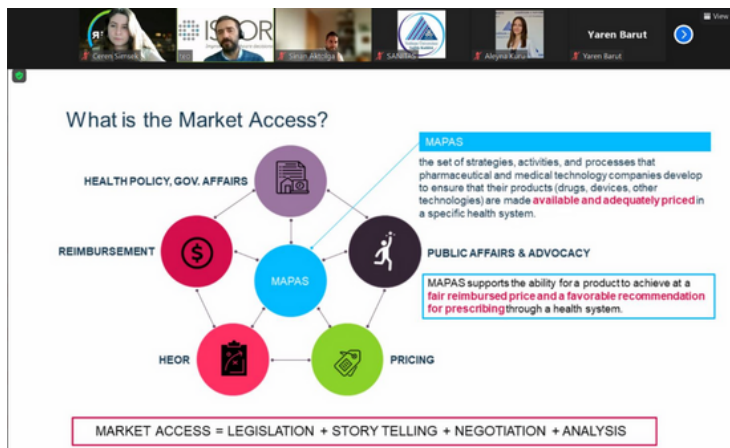 View
ISPOR
Ceren Simsek
teo
Sinan Aktolga
SANITAS
Aleyna Kuru
Yaren Barut
Yaren Barut
What is the Market Access?
HEALTH POLICY, GOV. AFFAIRS
REIMBURSEMENT
MAPAS
HEOR
PRICING
PUBLIC AFFAIRS & ADVOCACY
MAPAS
the set of strategies, activities, and processes that
pharmaceutical and medical technology companies develop
to ensure that their products (drugs, devices, other
technologies) are made available and adequately priced in
a specific health system.
MAPAS supports the ability for a product to achieve at a
fair reimbursed price and a favorable recommendation
for prescribing through a health system.
MARKET ACCESS = LEGISLATION + STORY TELLING + NEGOTIATION + ANALYSIS